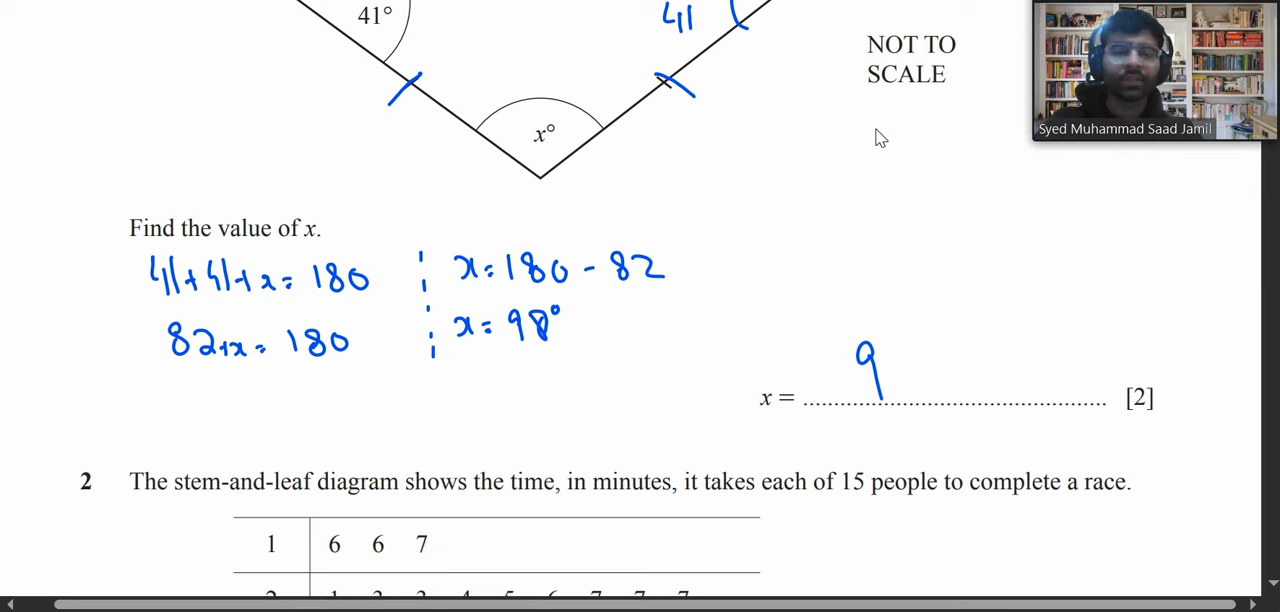 41°
41
NOT TO
SCALE
Syed Muhammad Saad Jamil
x°
Find the value of x.
41+41+x=180
x=180-82
82+x=180
x=98°
9
x = ........................................................ [2]
2 The stem-and-leaf diagram shows the time, in minutes, it takes each of 15 people to complete a race.
1 6 6 7